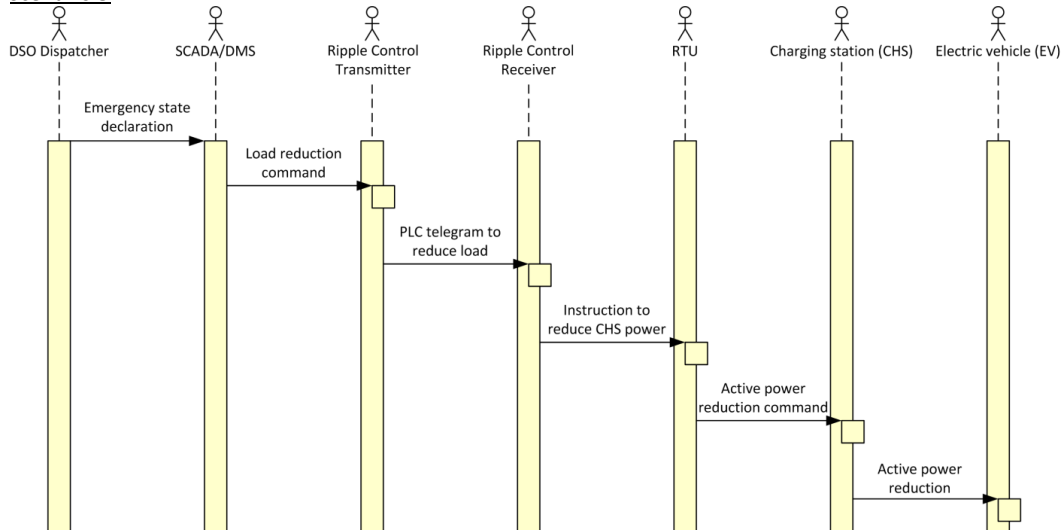 DSO Dispatcher
SCADA/DMS
Ripple Control
Transmitter
Ripple Control
Receiver
RTU
Charging station (CHS)
Electric vehicle (EV)
Emergency state
declaration
Load reduction
command
PLC telegram to
reduce load
Instruction to
reduce CHS power
Active power
reduction command
Active power
reduction